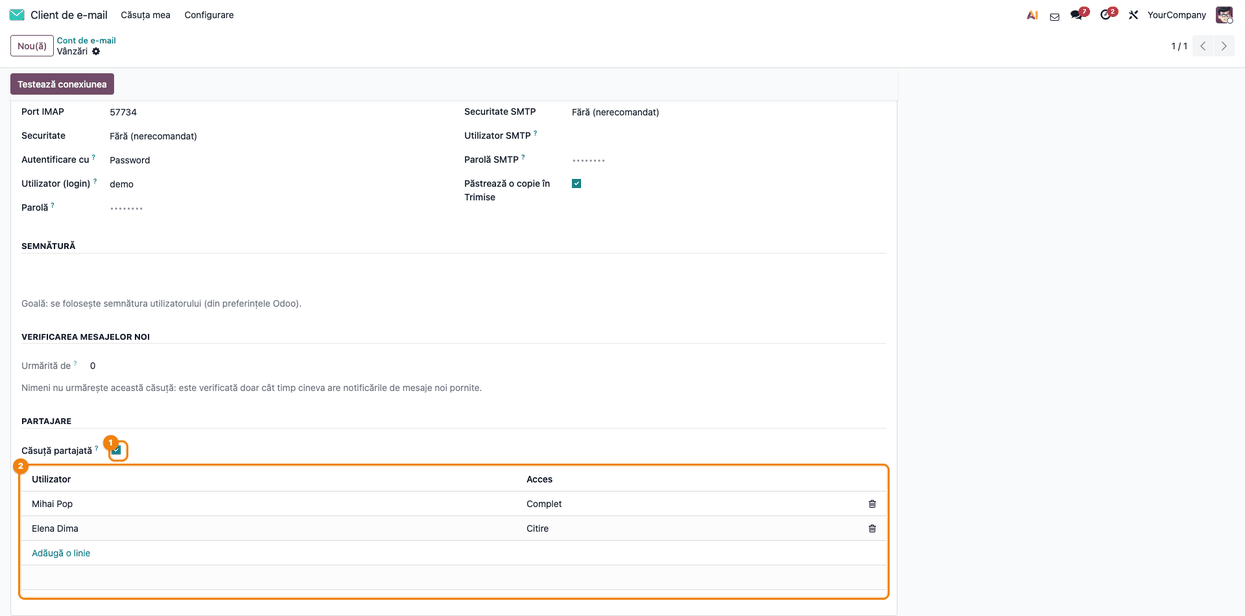 Client de e-mail Căsuța mea Configurare AI 7 2 YourCompany
Nou(ă) Cont de e-mail
Vânzări
1 / 1
Testează conexiunea
Port IMAP 57734 Securitate SMTP Fără (nerecomandat)
Securitate Fără (nerecomandat) Utilizator SMTP ?
Autentificare cu ? Password Parolă SMTP ? ••••••••
Utilizator (login) ? demo Păstrează o copie în Trimise
Parolă ? ••••••••
SEMNĂTURĂ
Goală: se folosește semnătura utilizatorului (din preferințele Odoo).
VERIFICAREA MESAJELOR NOI
Urmărită de ? 0
Nimeni nu urmărește această căsuță: este verificată doar cât timp cineva are notificările de mesaje noi pornite.
PARTAJARE
Căsuță partajată ? 1
2
Utilizator Acces
Mihai Pop Complet
Elena Dima Citire
Adăugă o linie